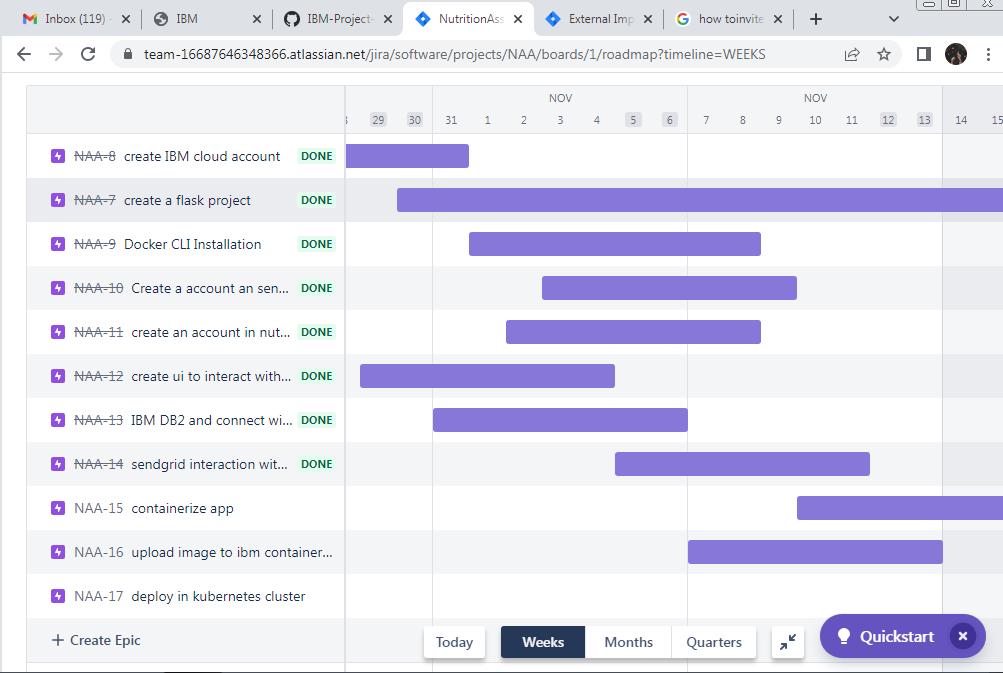 Inbox (119)
IBM
IBM-Project-
NutritionAss
External Imp
how toinvite
team-16687646348366.atlassian.net/jira/software/projects/NAA/boards/1/roadmap?timeline=WEEKS
NOV NOV
29 30 31 1 2 3 4 5 6 7 8 9 10 11 12 13 14 15
NAA-8 create IBM cloud account DONE
NAA-7 create a flask project DONE
NAA-9 Docker CLI Installation DONE
NAA-10 Create a account an sen... DONE
NAA-11 create an account in nut... DONE
NAA-12 create ui to interact with... DONE
NAA-13 IBM DB2 and connect wi... DONE
NAA-14 sendgrid interaction wit... DONE
NAA-15 containerize app
NAA-16 upload image to ibm container...
NAA-17 deploy in kubernetes cluster
+ Create Epic
Today Weeks Months Quarters
Quickstart